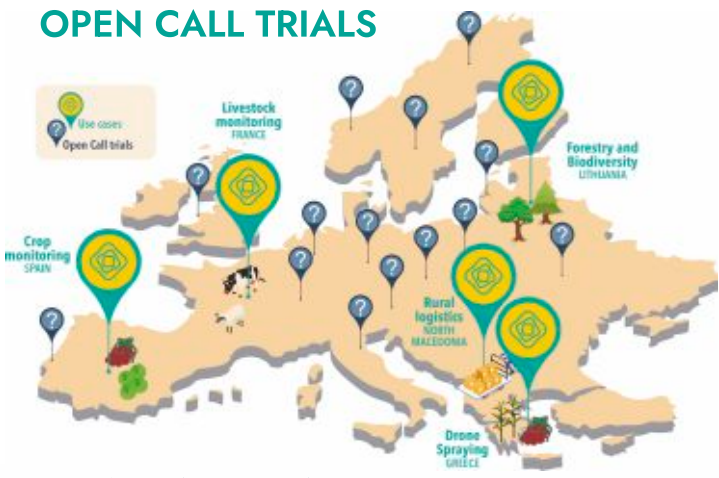 OPEN CALL TRIALS
Use cases
Open Call trials
Livestock
monitoring
FRANCE
Forestry and
Biodiversity
LITHUANIA
Crop
monitoring
SPAIN
Rural
logistics
NORTH
MACEDONIA
Drone
Spraying
GREECE
?
?
?
?
?
?
?
?
?
?
?
?
?
?